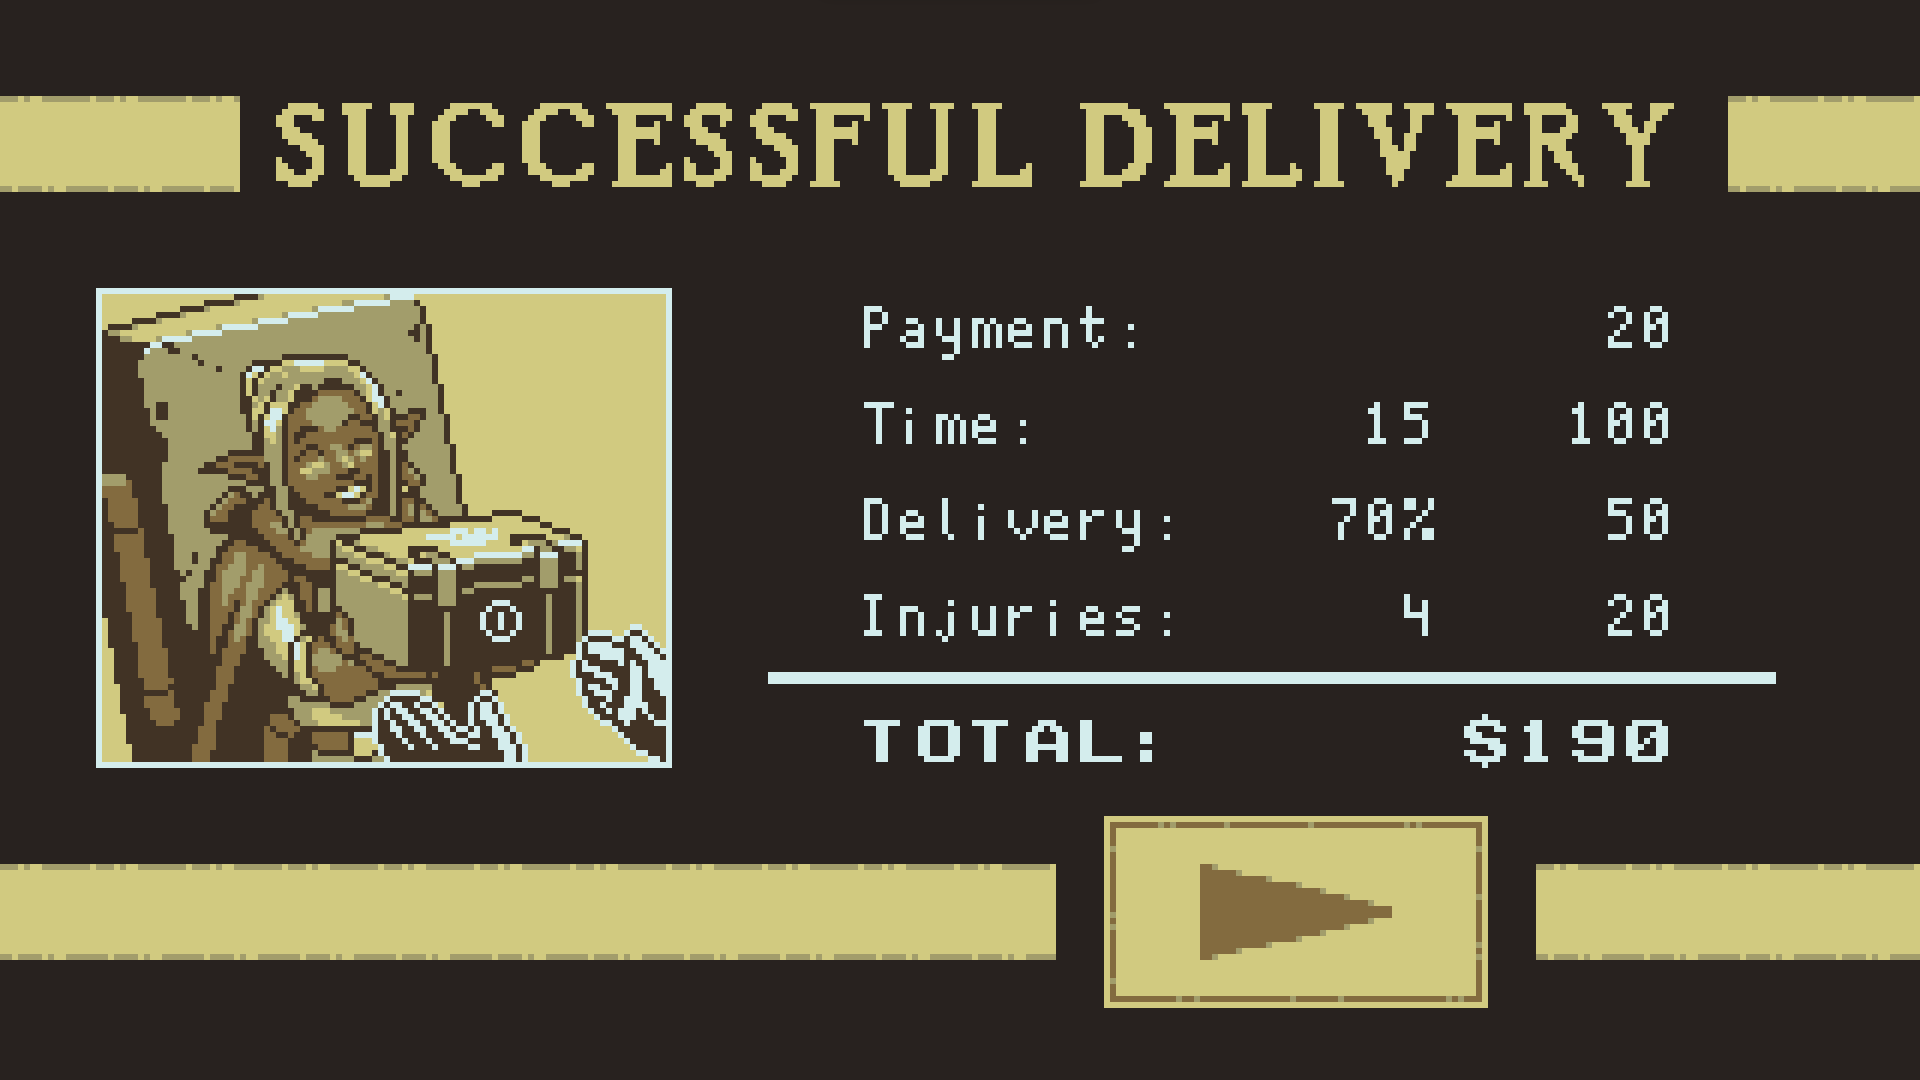 SUCCESSFUL DELIVERY
Payment: 20
Time: 15 100
Delivery: 70% 50
Injuries: 4 20
TOTAL: $190